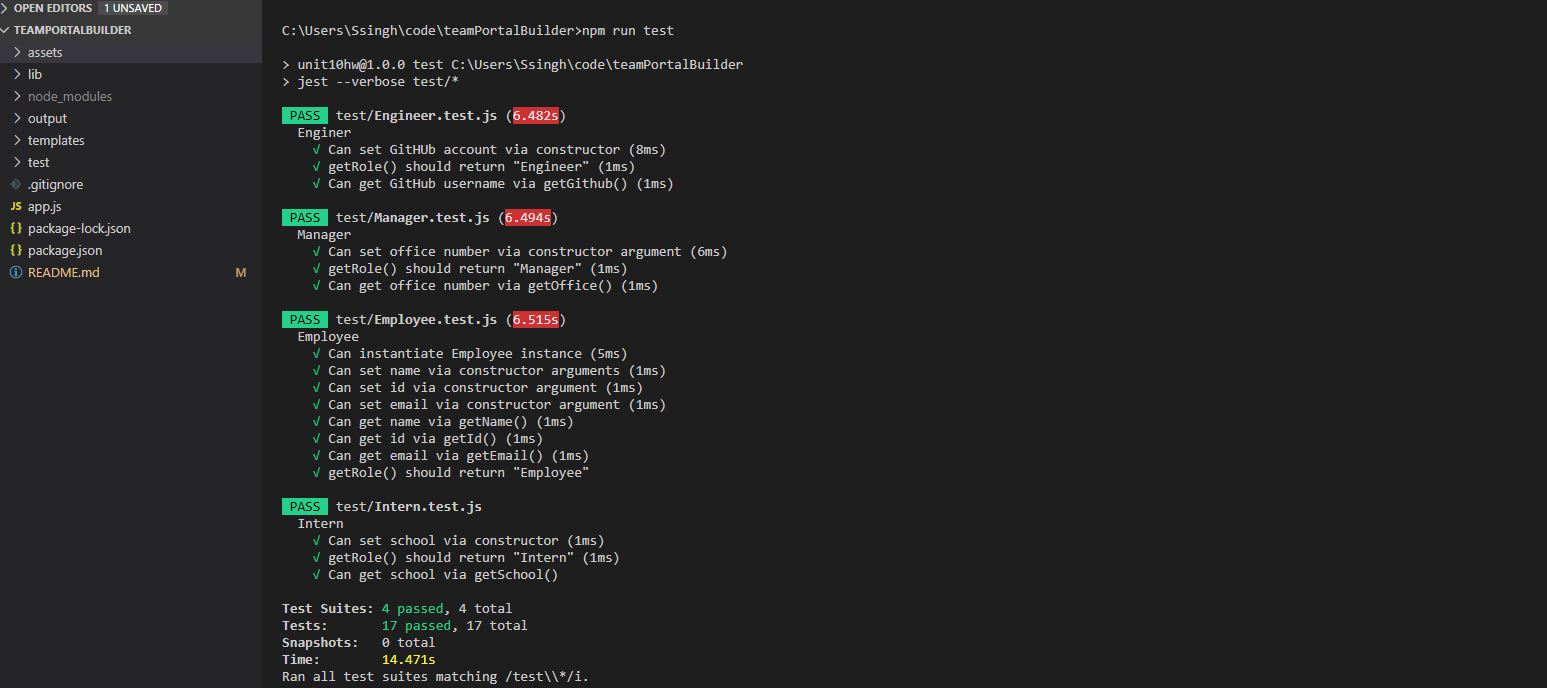 OPEN EDITORS 1 UNSAVED
TEAMPORTALBUILDER
assets
lib
node_modules
output
templates
test
.gitignore
JS app.js
{} package-lock.json
{} package.json
README.md M
C:\Users\Ssingh\code\teamPortalBuilder>npm run test
> unit10hw@1.0.0 test C:\Users\Ssingh\code\teamPortalBuilder
> jest --verbose test/*
PASS test/Engineer.test.js (6.482s)
Enginer
√ Can set GitHUb account via constructor (8ms)
√ getRole() should return "Engineer" (1ms)
√ Can get GitHub username via getGithub() (1ms)
PASS test/Manager.test.js (6.494s)
Manager
√ Can set office number via constructor argument (6ms)
√ getRole() should return "Manager" (1ms)
√ Can get office number via getOffice() (1ms)
PASS test/Employee.test.js (6.515s)
Employee
√ Can instantiate Employee instance (5ms)
√ Can set name via constructor arguments (1ms)
√ Can set id via constructor argument (1ms)
√ Can set email via constructor argument (1ms)
√ Can get name via getName() (1ms)
√ Can get id via getId() (1ms)
√ Can get email via getEmail() (1ms)
√ getRole() should return "Employee"
PASS test/Intern.test.js
Intern
√ Can set school via constructor (1ms)
√ getRole() should return "Intern" (1ms)
√ Can get school via getSchool()
Test Suites: 4 passed, 4 total
Tests: 17 passed, 17 total
Snapshots: 0 total
Time: 14.471s
Ran all test suites matching /test\\*/i.